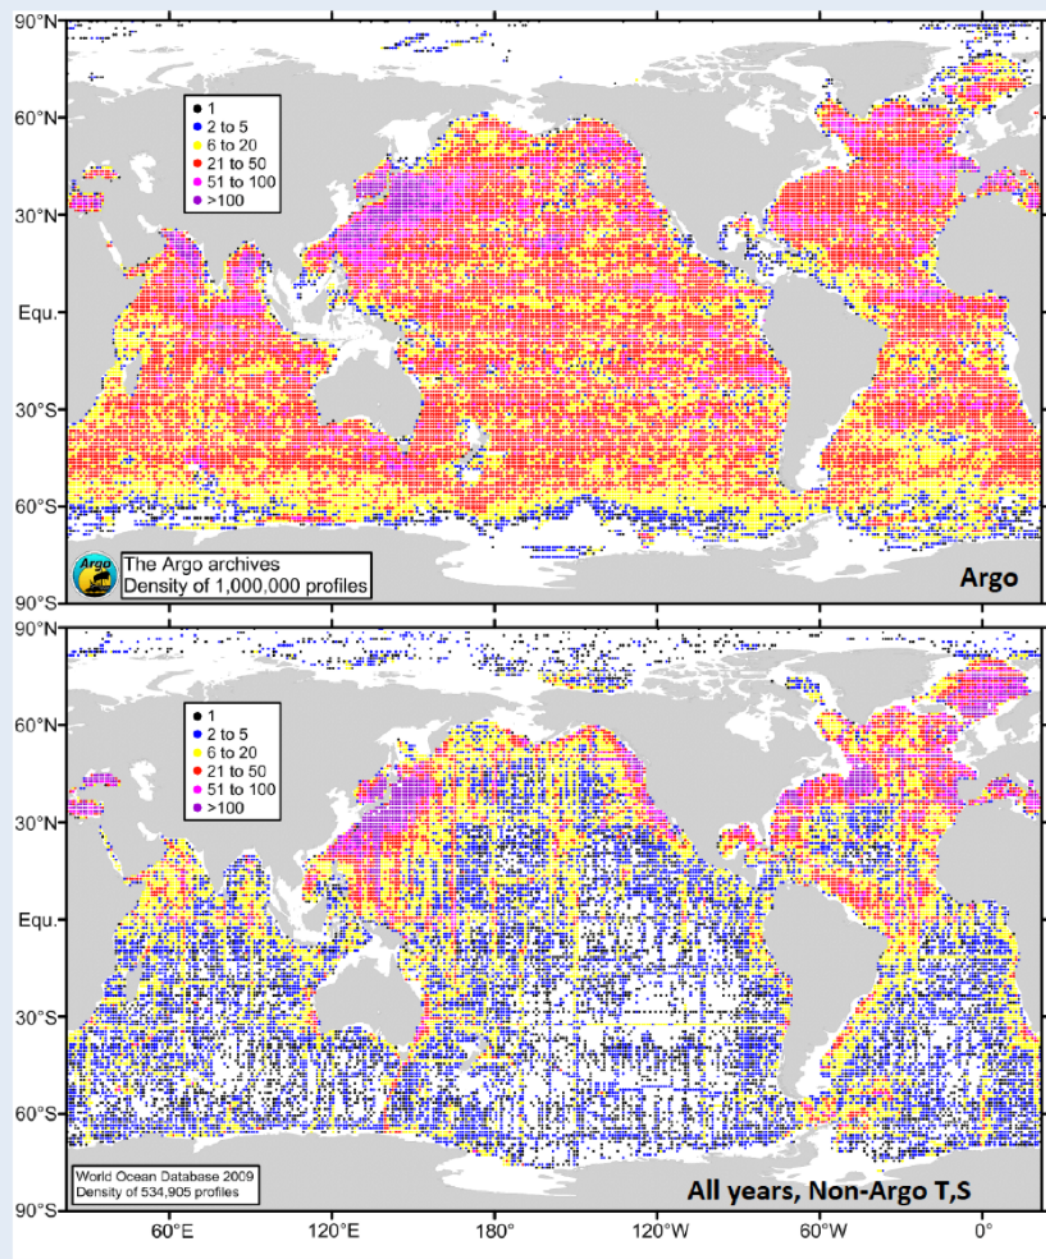 90°N
60°N
30°N
Equ.
30°S
60°S
90°S
1
2 to 5
6 to 20
21 to 50
51 to 100
>100
Argo
The Argo archives
Density of 1,000,000 profiles
Argo
90°N
60°N
30°N
Equ.
30°S
60°S
90°S
1
2 to 5
6 to 20
21 to 50
51 to 100
>100
World Ocean Database 2009
Density of 534,905 profiles
All years, Non-Argo T,S
60°E 120°E 180° 120°W 60°W 0°